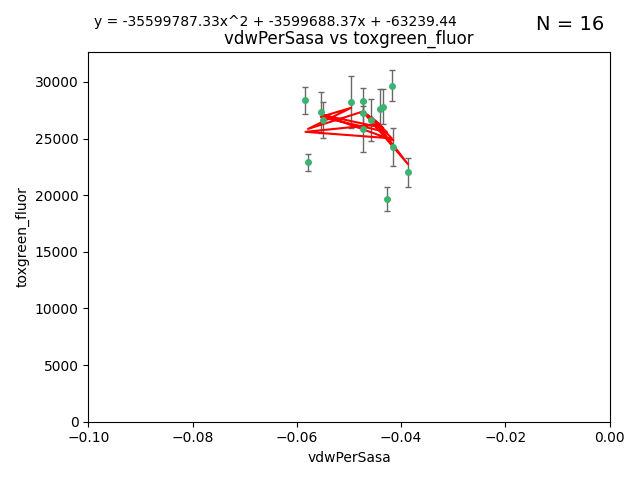 y = -35599787.33x^2 + -3599688.37x + -63239.44
N = 16
vdwPerSasa vs toxgreen_fluor
30000
25000
20000
15000
10000
5000
0
toxgreen_fluor
−0.10
−0.08
−0.06
−0.04
−0.02
0.00
vdwPerSasa